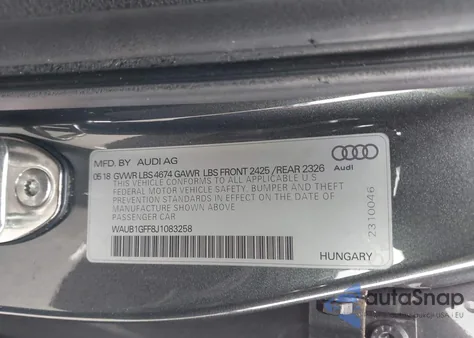 MFD. BY AUDI AG
05 18 GVWR LBS 4674 GAWR LBS FRONT 2425 /REAR 2326
THIS VEHICLE CONFORMS TO ALL APPLICABLE U.S
FEDERAL MOTOR VEHICLE SAFETY, BUMPER AND THEFT
PREVENTION STANDARDS IN EFFECT ON THE DATE OF
MANUFACTURE SHOWN ABOVE.
PASSENGER CAR
WAUB1GFF8J1083258
HUNGARY
Audi
2310046
autoSnap